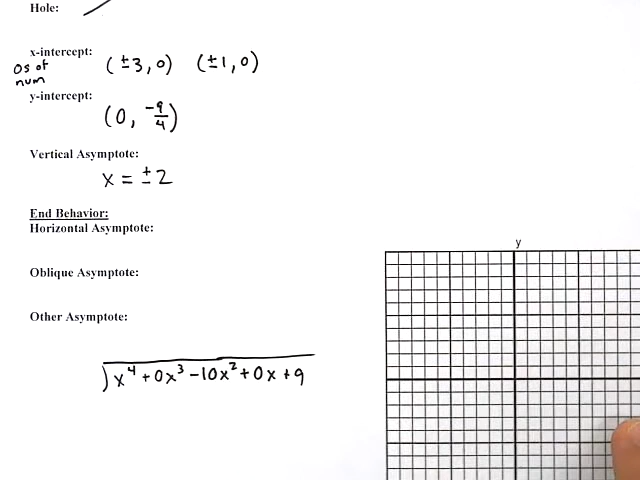 Hole:
x-intercept: (±3, 0) (±1, 0)
0s of
num
y-intercept:
(0, -9/4)
Vertical Asymptote:
x = ±2
End Behavior:
Horizontal Asymptote:
y
Oblique Asymptote:
Other Asymptote:
)x⁴ + 0x³ - 10x² + 0x + 9